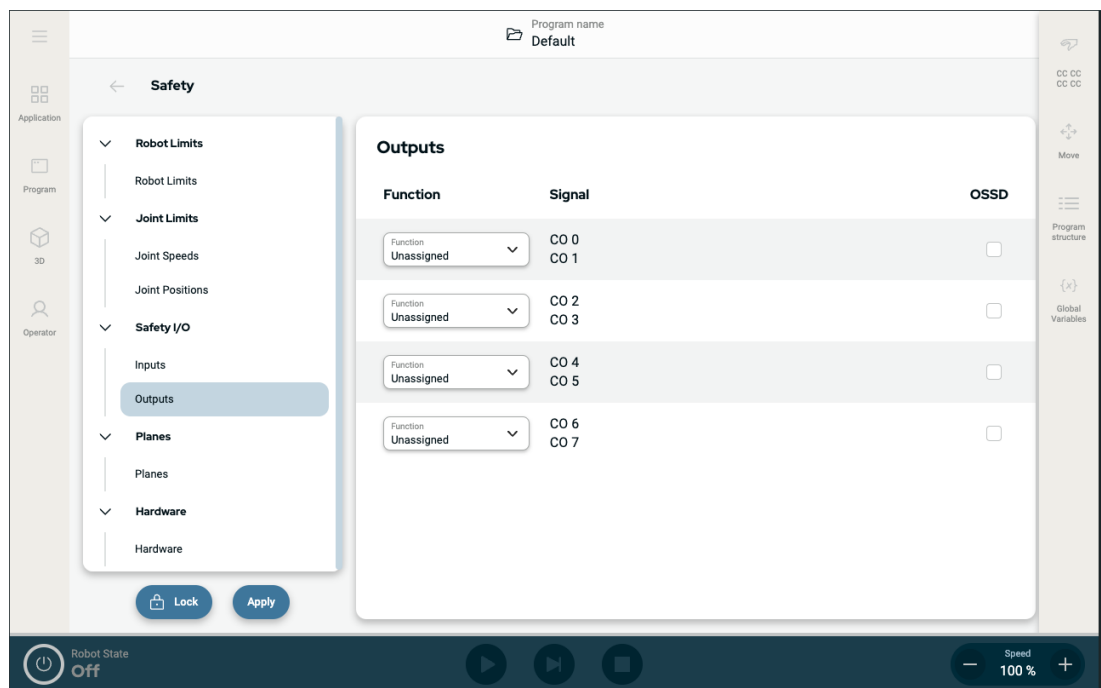 Program name
Default
Safety
Application
Program
3D
Operator
Robot Limits
Robot Limits
Joint Limits
Joint Speeds
Joint Positions
Safety I/O
Inputs
Outputs
Planes
Planes
Hardware
Hardware
Lock
Apply
Outputs
Function
Signal
OSSD
Function
Unassigned
CO 0
CO 1
Function
Unassigned
CO 2
CO 3
Function
Unassigned
CO 4
CO 5
Function
Unassigned
CO 6
CO 7
CC CC
CC CC
Move
Program
structure
{x}
Global
Variables
Robot State
Off
Speed
100 %